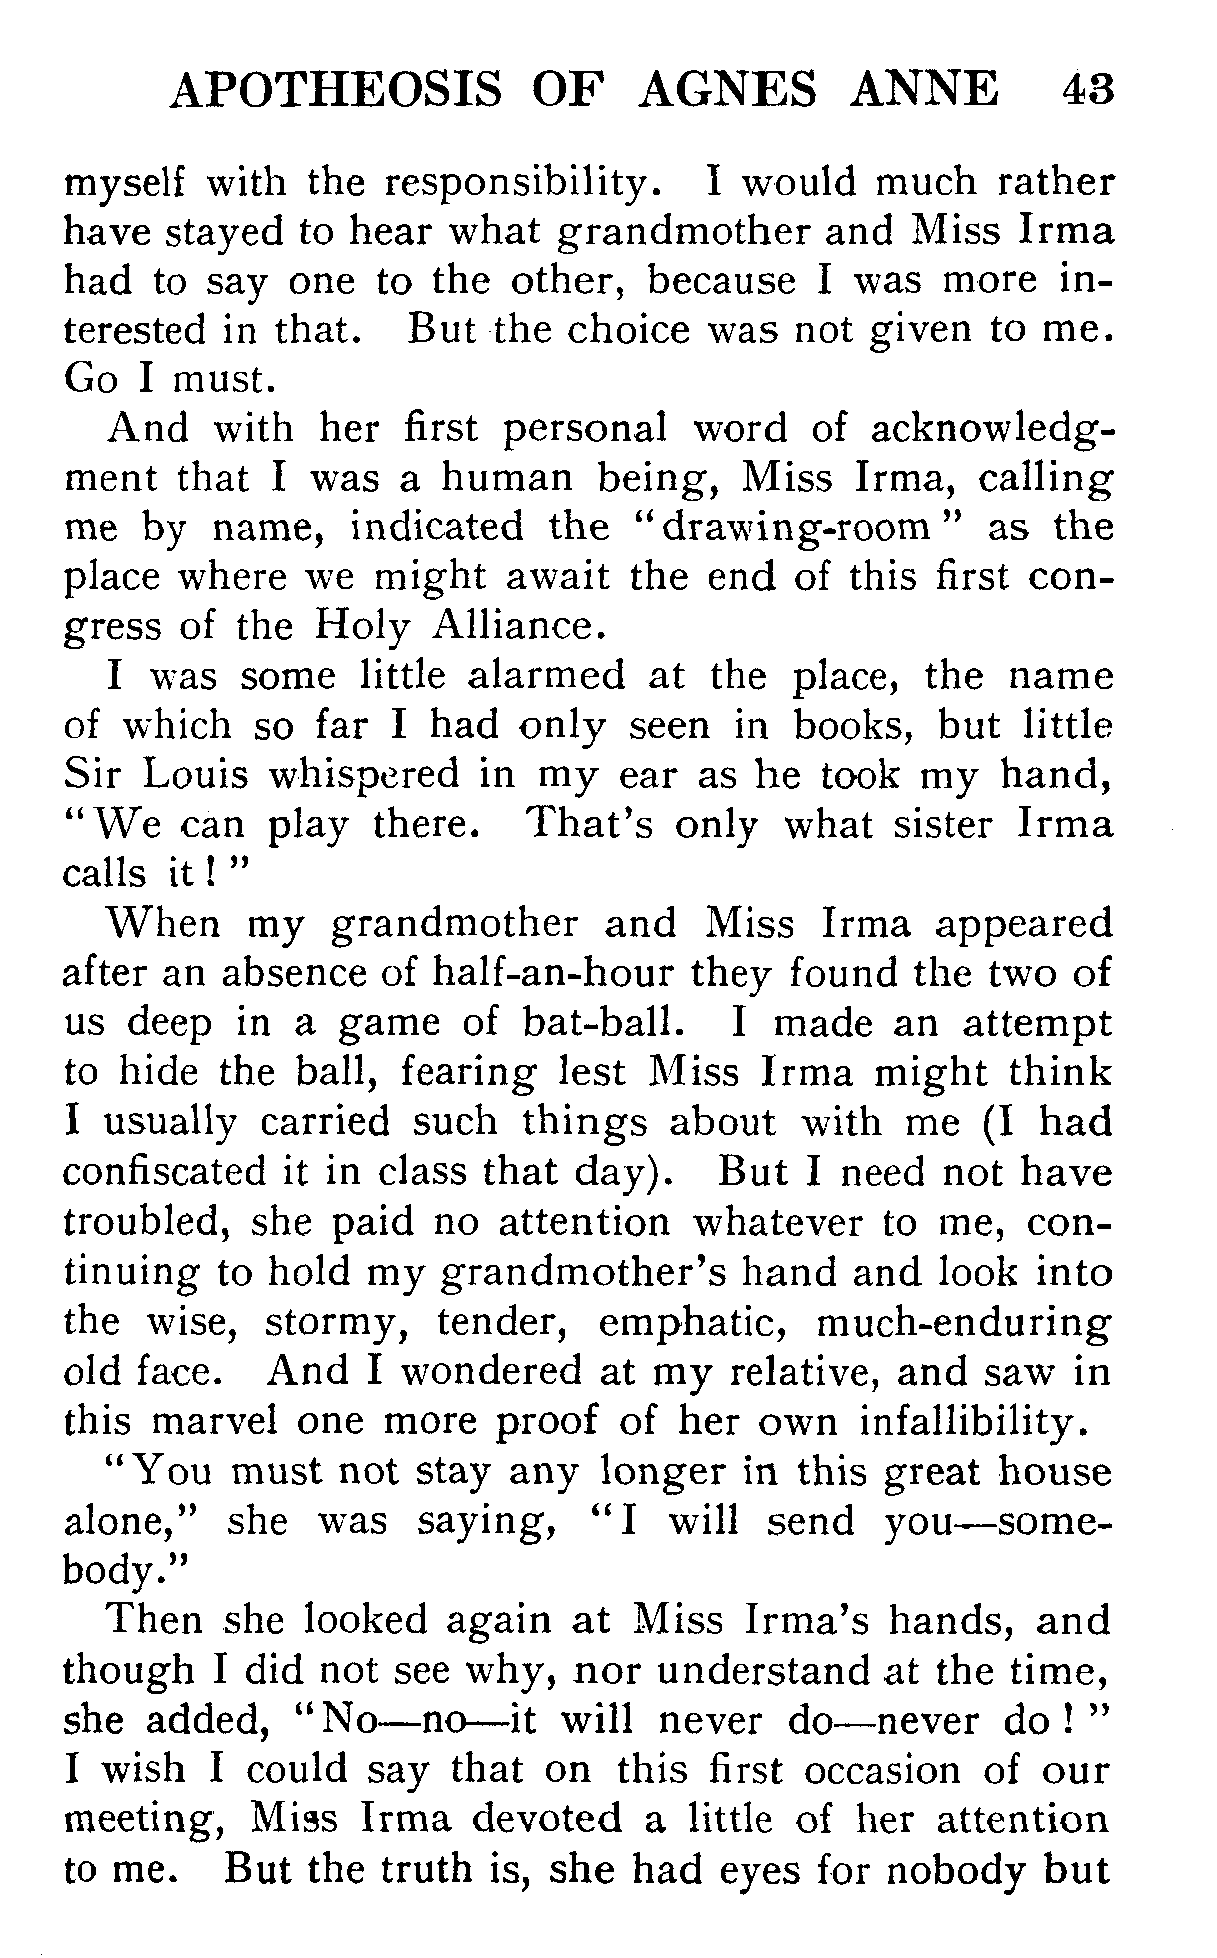 APOTHEOSIS OF AGNES ANNE 43
myself with the responsibility. I would much rather
have stayed to hear what grandmother and Miss Irma
had to say one to the other, because I was more in-
terested in that. But the choice was not given to me.
Go I must.
And with her first personal word of acknowledg-
ment that I was a human being, Miss Irma, calling
me by name, indicated the “drawing-room” as the
place where we might await the end of this first con-
gress of the Holy Alliance.
I was some little alarmed at the place, the name
of which so far I had only seen in books, but little
Sir Louis whispered in my ear as he took my hand,
“We can play there. That’s only what sister Irma
calls it!”
When my grandmother and Miss Irma appeared
after an absence of half-an-hour they found the two of
us deep in a game of bat-ball. I made an attempt
to hide the ball, fearing lest Miss Irma might think
I usually carried such things about with me (I had
confiscated it in class that day). But I need not have
troubled, she paid no attention whatever to me, con-
tinuing to hold my grandmother’s hand and look into
the wise, stormy, tender, emphatic, much-enduring
old face. And I wondered at my relative, and saw in
this marvel one more proof of her own infallibility.
“You must not stay any longer in this great house
alone,” she was saying, “I will send you—some-
body.”
Then she looked again at Miss Irma’s hands, and
though I did not see why, nor understand at the time,
she added, “No—no—it will never do—never do!”
I wish I could say that on this first occasion of our
meeting, Miss Irma devoted a little of her attention
to me. But the truth is, she had eyes for nobody but